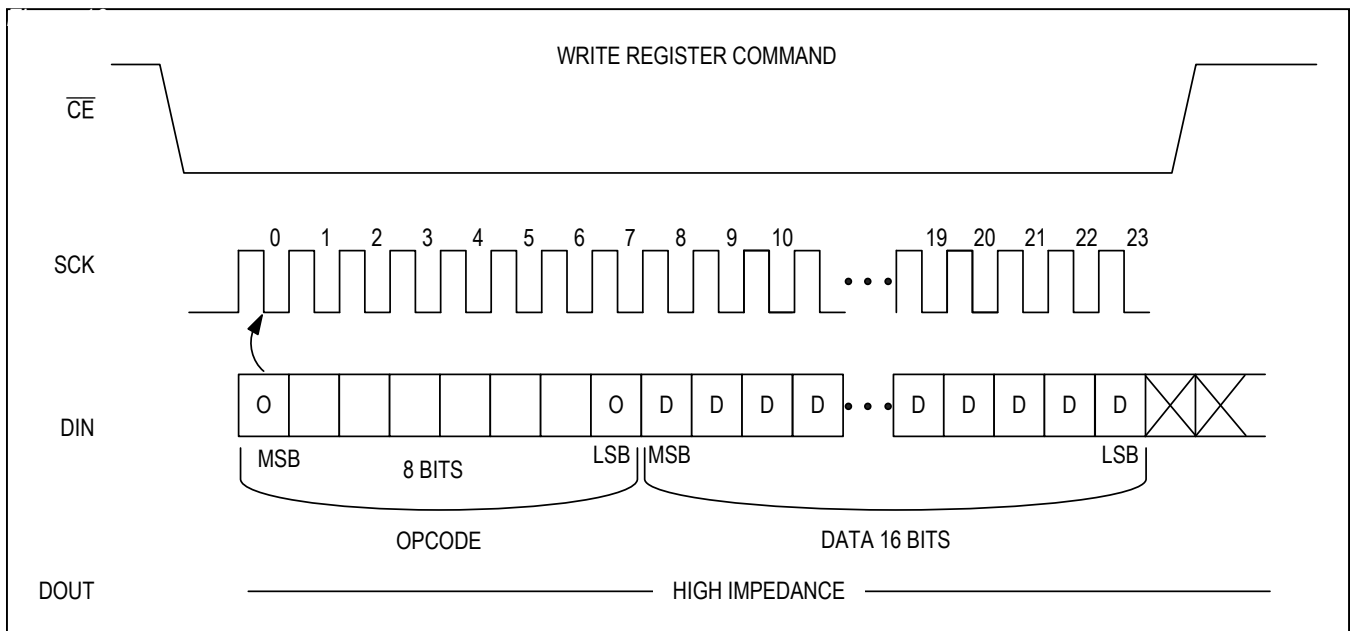 WRITE REGISTER COMMAND
CE
0 1 2 3 4 5 6 7 8 9 10 19 20 21 22 23
SCK
O O D D D D • • • D D D D D
DIN
MSB 8 BITS LSB MSB LSB
OPCODE DATA 16 BITS
DOUT HIGH IMPEDANCE